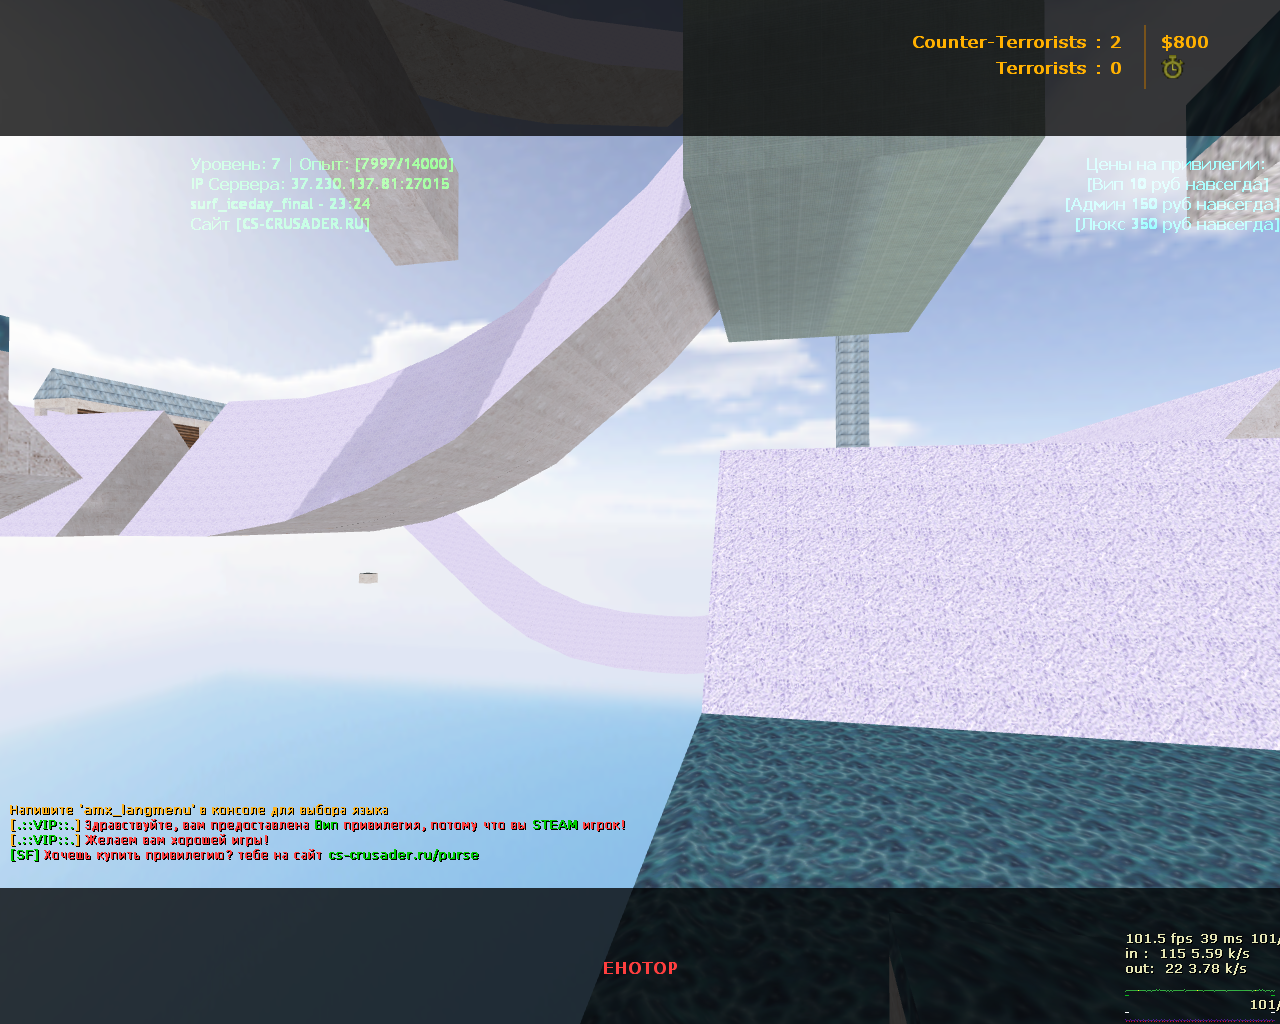 Counter-Terrorists : 2
$800
Terrorists : 0
Уровень: 7 | Опыт: [7997/14000]
IP Сервера: 37.230.137.81:27015
surf_iceday_final - 23:24
Сайт [CS-CRUSADER.RU]
Цены на привилегии:
[Вип 10 руб навсегда]
[Админ 150 руб навсегда]
[Люкс 350 руб навсегда]
Напишите 'amx_langmenu' в консоле для выбора языка
[.::VIP::.] Здравствуйте, вам предоставлена Вип привилегия, потому что вы STEAM игрок!
[.::VIP::.] Желаем вам хорошей игры!
[SF] Хочешь купить привилегию? тебе на сайт cs-crusader.ru/purse
ЕНОТОР
101.5 fps 39 ms 101/
in : 115 5.59 k/s
out: 22 3.78 k/s
101/